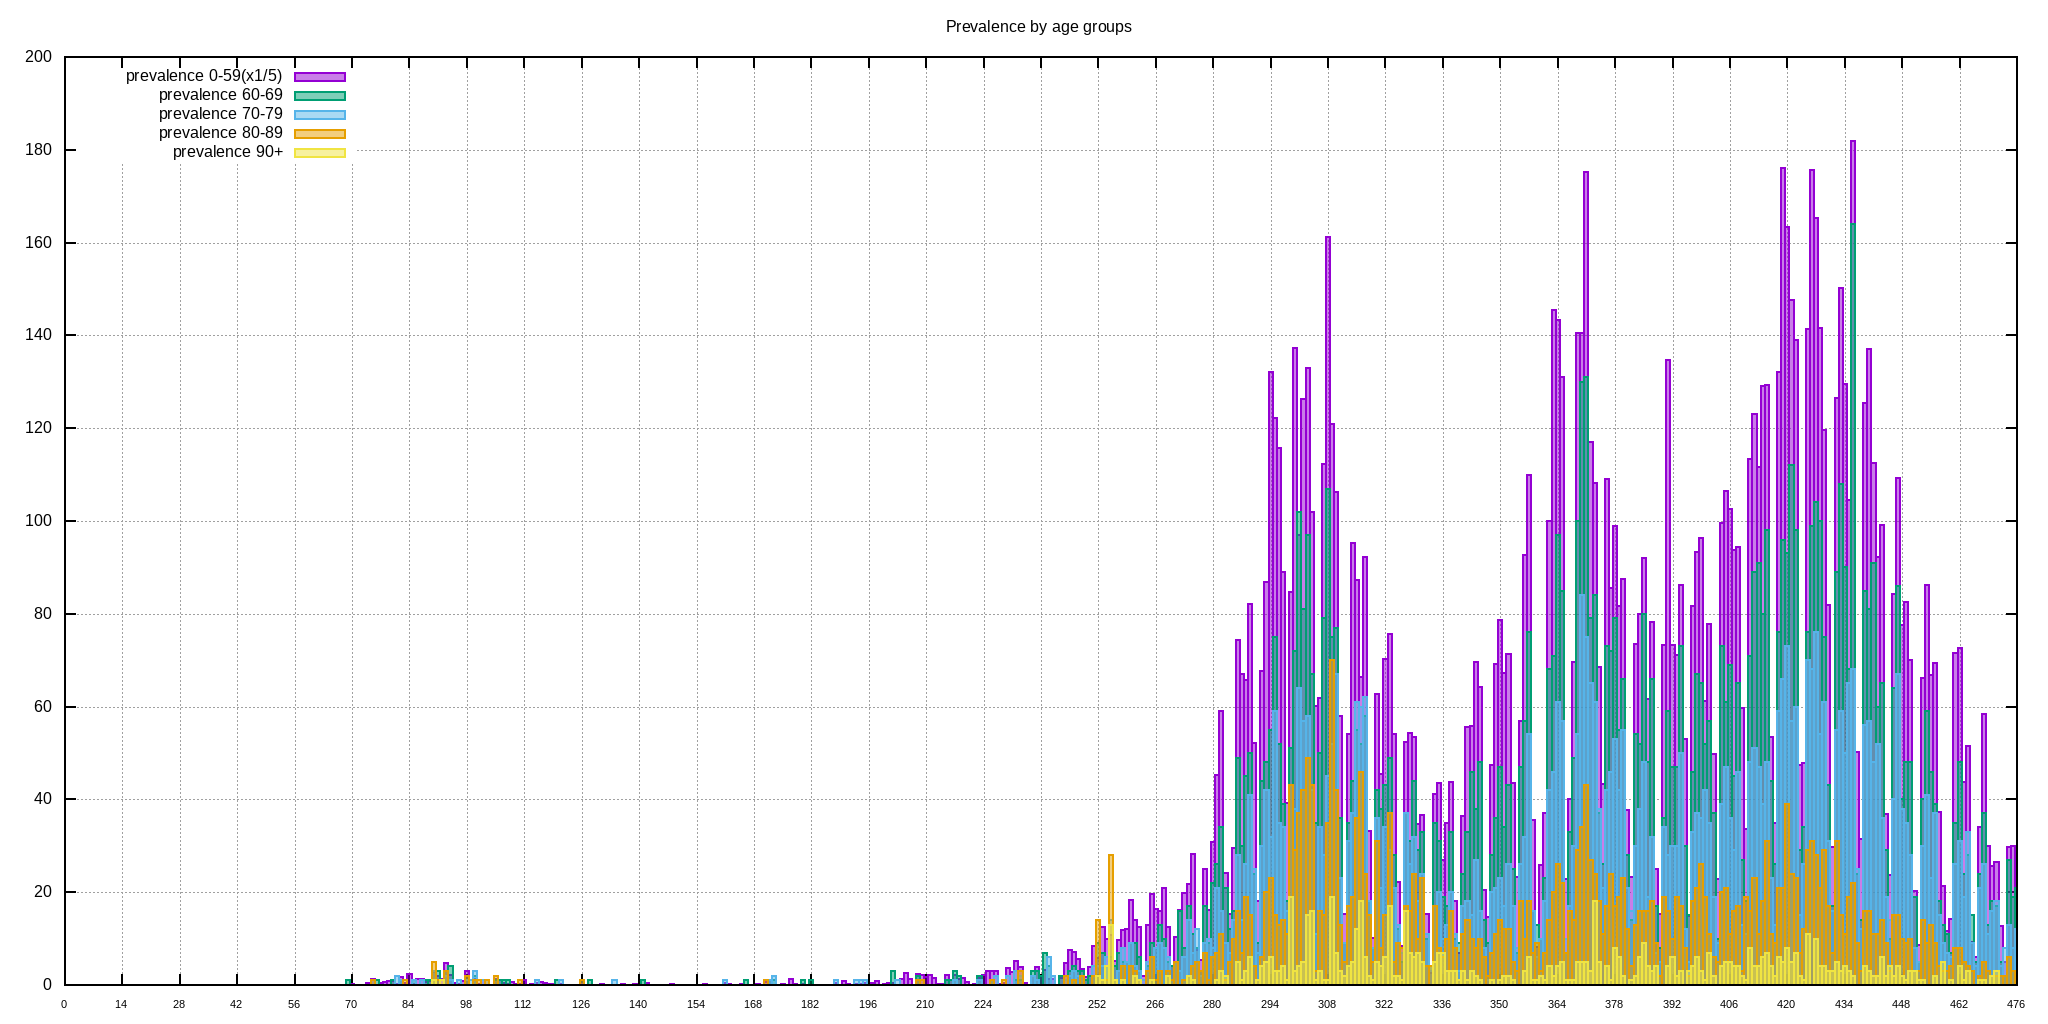 Prevalence by age groups
200
prevalence 0-59(x1/5)
prevalence 60-69
prevalence 70-79
prevalence 80-89
prevalence 90+
180
160
140
120
100
80
60
40
20
0
0 14 28 42 56 70 84 98 112 126 140 154 168 182 196 210 224 238 252 266 280 294 308 322 336 350 364 378 392 406 420 434 448 462 476